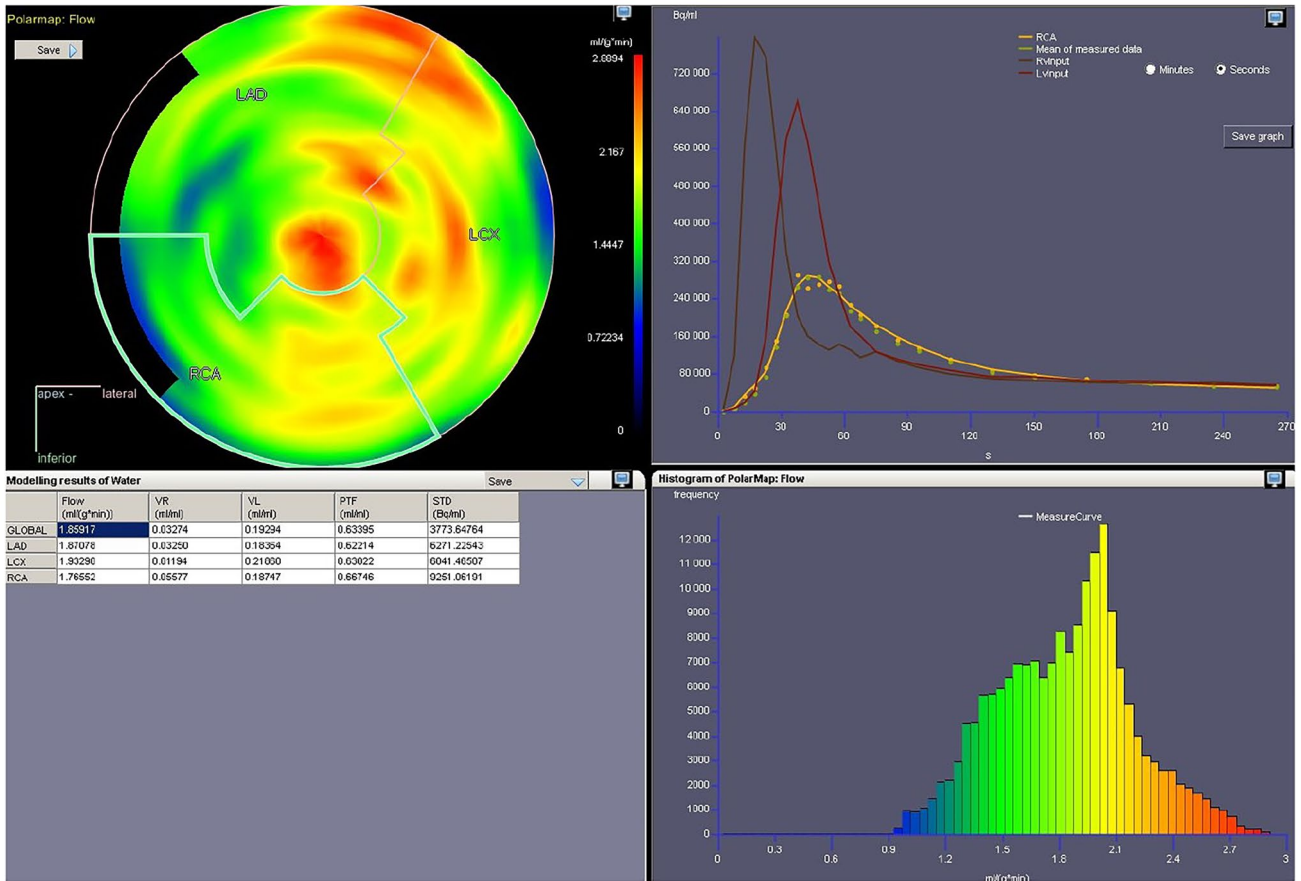 Polarmap: Flow
Save
ml/(g*min)
2.8894
2.167
1.4447
0.72234
0
LAD
LCX
RCA
apex - lateral
inferior
Bq/ml
720 000
640 000
560 000
480 000
400 000
320 000
240 000
160 000
80 000
0
0 30 60 90 120 150 180 210 240 270
s
RCA
Mean of measured data
RvInput
LvInput
Minutes Seconds
Save graph
Modelling results of Water Save
Flow (ml/(g*min)) VR (ml/ml) VL (ml/ml) PTF (ml/ml) STD (Bq/ml)
GLOBAL 1.85917 0.03274 0.19294 0.63395 3773.64764
LAD 1.87078 0.03250 0.18364 0.62214 6271.22543
LCX 1.93290 0.01194 0.63022
RCA 1.76552 0.05577 0.18747 0.66746 9251.06191
Histogram of PolarMap: Flow
frequency
MeasureCurve
12 000
11 000
10 000
9000
8000
7000
6000
5000
4000
3000
2000
1000
0
0 0.3 0.6 0.9 1.2 1.5 1.8 2.1 2.4 2.7 3
ml/(g*min)